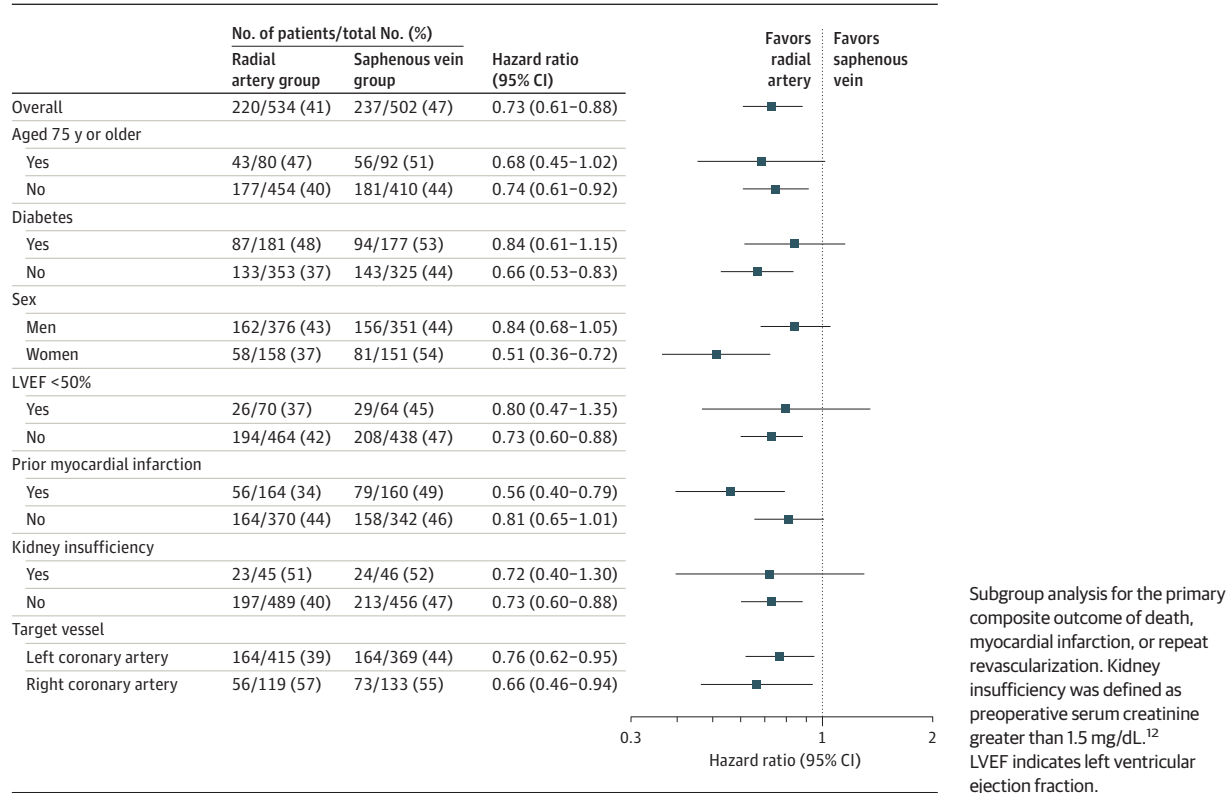 No. of patients/total No. (%)
Radial artery group Saphenous vein group Hazard ratio (95% CI) Favors radial artery Favors saphenous vein
Overall 220/534 (41) 237/502 (47) 0.73 (0.61–0.88)
Aged 75 y or older
Yes 43/80 (47) 56/92 (51) 0.68 (0.45–1.02)
No 177/454 (40) 181/410 (44) 0.74 (0.61–0.92)
Diabetes
Yes 87/181 (48) 94/177 (53) 0.84 (0.61–1.15)
No 133/353 (37) 143/325 (44) 0.66 (0.53–0.83)
Sex
Men 162/376 (43) 156/351 (44) 0.84 (0.68–1.05)
Women 58/158 (37) 81/151 (54) 0.51 (0.36–0.72)
LVEF <50%
Yes 26/70 (37) 29/64 (45) 0.80 (0.47–1.35)
No 194/464 (42) 208/438 (47) 0.73 (0.60–0.88)
Prior myocardial infarction
Yes 56/164 (34) 79/160 (49) 0.56 (0.40–0.79)
No 164/370 (44) 158/342 (46) 0.81 (0.65–1.01)
Kidney insufficiency
Yes 23/45 (51) 24/46 (52) 0.72 (0.40–1.30)
No 197/489 (40) 213/456 (47) 0.73 (0.60–0.88)
Target vessel
Left coronary artery 164/415 (39) 164/369 (44) 0.76 (0.62–0.95)
Right coronary artery 56/119 (57) 73/133 (55) 0.66 (0.46–0.94)
0.3 1 2
Hazard ratio (95% CI)
Subgroup analysis for the primary
composite outcome of death,
myocardial infarction, or repeat
revascularization. Kidney
insufficiency was defined as
preoperative serum creatinine
greater than 1.5 mg/dL.12
LVEF indicates left ventricular
ejection fraction.